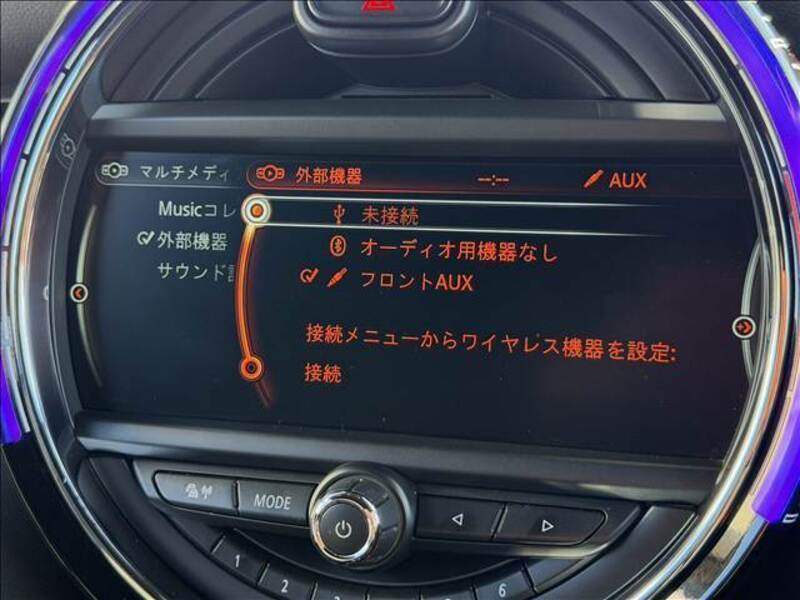 マルチメディ
外部機器
--:--
AUX
Musicコレ
未接続
外部機器
オーディオ用機器なし
サウンド
フロントAUX
接続メニューからワイヤレス機器を設定:
接続
MODE
1
2
6